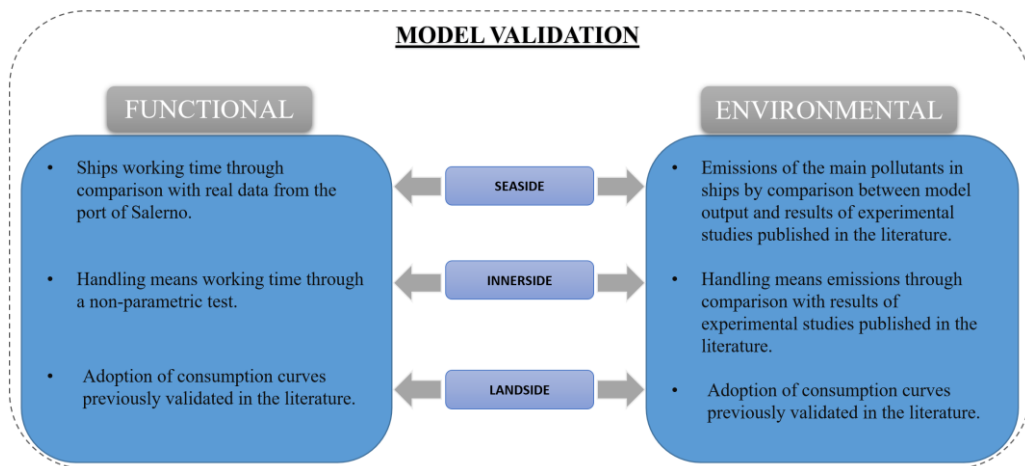 MODEL VALIDATION
FUNCTIONAL
• Ships working time through
comparison with real data from the
port of Salerno.
• Handling means working time through
a non-parametric test.
• Adoption of consumption curves
previously validated in the literature.
SEASIDE
INNERSIDE
LANDSIDE
ENVIRONMENTAL
• Emissions of the main pollutants in
ships by comparison between model
output and results of experimental
studies published in the literature.
• Handling means emissions through
comparison with results of
experimental studies published in the
literature.
• Adoption of consumption curves
previously validated in the literature.